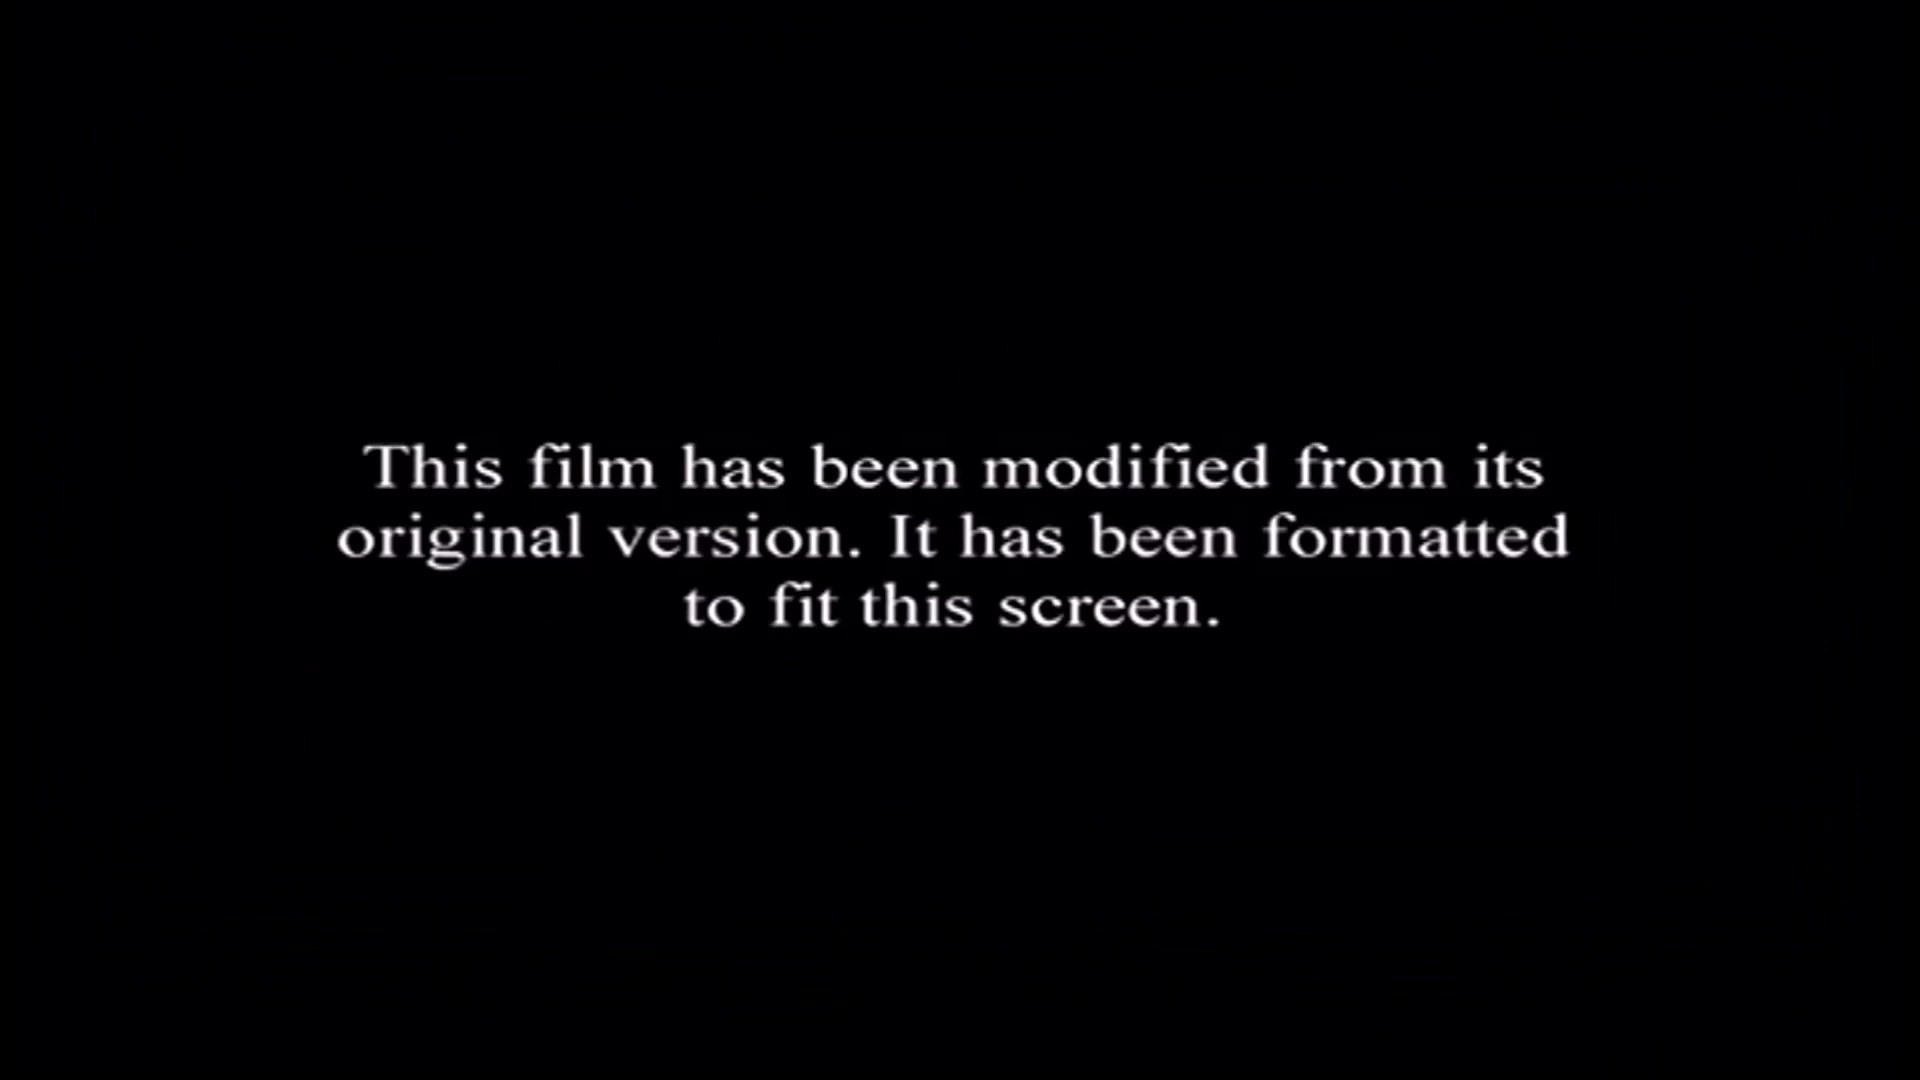 This film has been modified from its
original version. It has been formatted
to fit this screen.